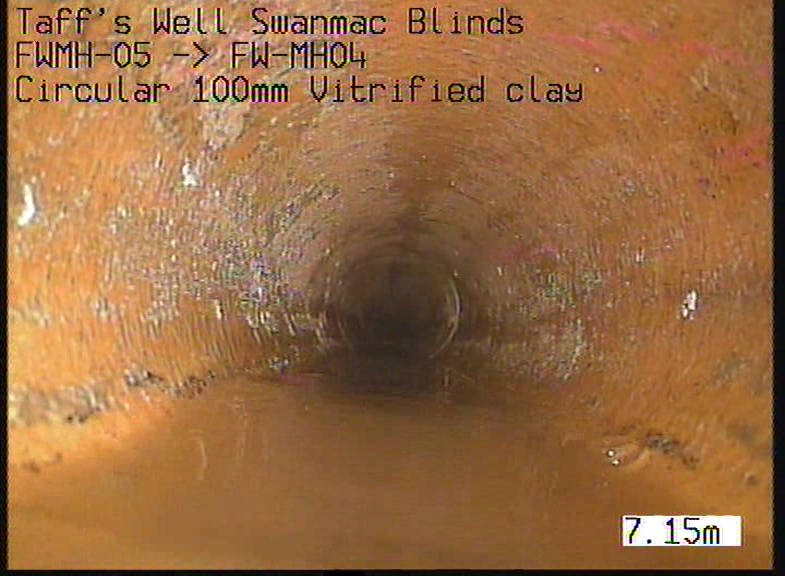 Taff's Well Swanmac Blinds
FWMH-05 -> FW-MH04
Circular 100mm Vitrified clay
7.15m